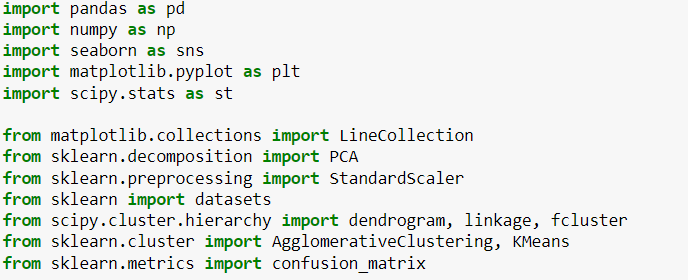 import pandas as pd
import numpy as np
import seaborn as sns
import matplotlib.pyplot as plt
import scipy.stats as st
from matplotlib.collections import LineCollection
from sklearn.decomposition import PCA
from sklearn.preprocessing import StandardScaler
from sklearn import datasets
from scipy.cluster.hierarchy import dendrogram, linkage, fcluster
from sklearn.cluster import AgglomerativeClustering, KMeans
from sklearn.metrics import confusion_matrix